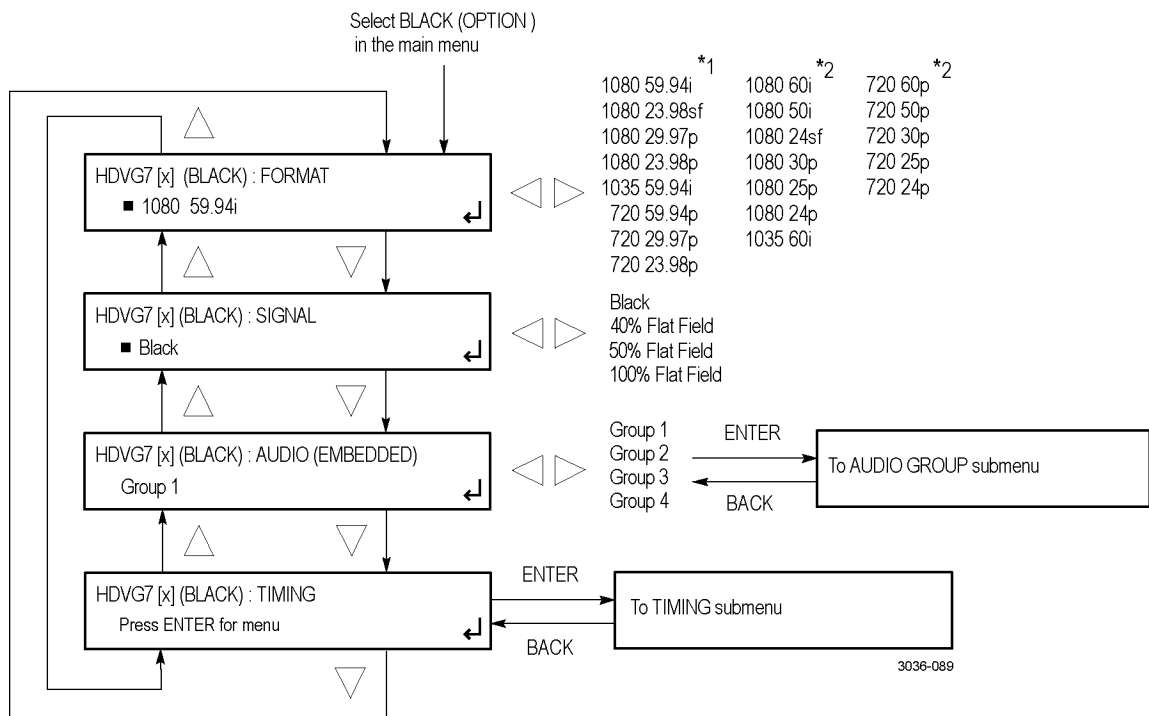 Select BLACK (OPTION )
in the main menu
*1 *2 *2
1080 59.94i 1080 60i 720 60p
1080 23.98sf 1080 50i 720 50p
1080 29.97p 1080 24sf 720 30p
1080 23.98p 1080 30p 720 25p
1035 59.94i 1080 25p 720 24p
720 59.94p 1080 24p
720 29.97p 1035 60i
720 23.98p
HDVG7 [x] (BLACK) : FORMAT
■ 1080 59.94i
HDVG7 [x] (BLACK) : SIGNAL
■ Black
Black
40% Flat Field
50% Flat Field
100% Flat Field
HDVG7 [x] (BLACK) : AUDIO (EMBEDDED)
Group 1
Group 1
Group 2
Group 3
Group 4
ENTER
BACK
To AUDIO GROUP submenu
HDVG7 [x] (BLACK) : TIMING
Press ENTER for menu
ENTER
BACK
To TIMING submenu
3036-089